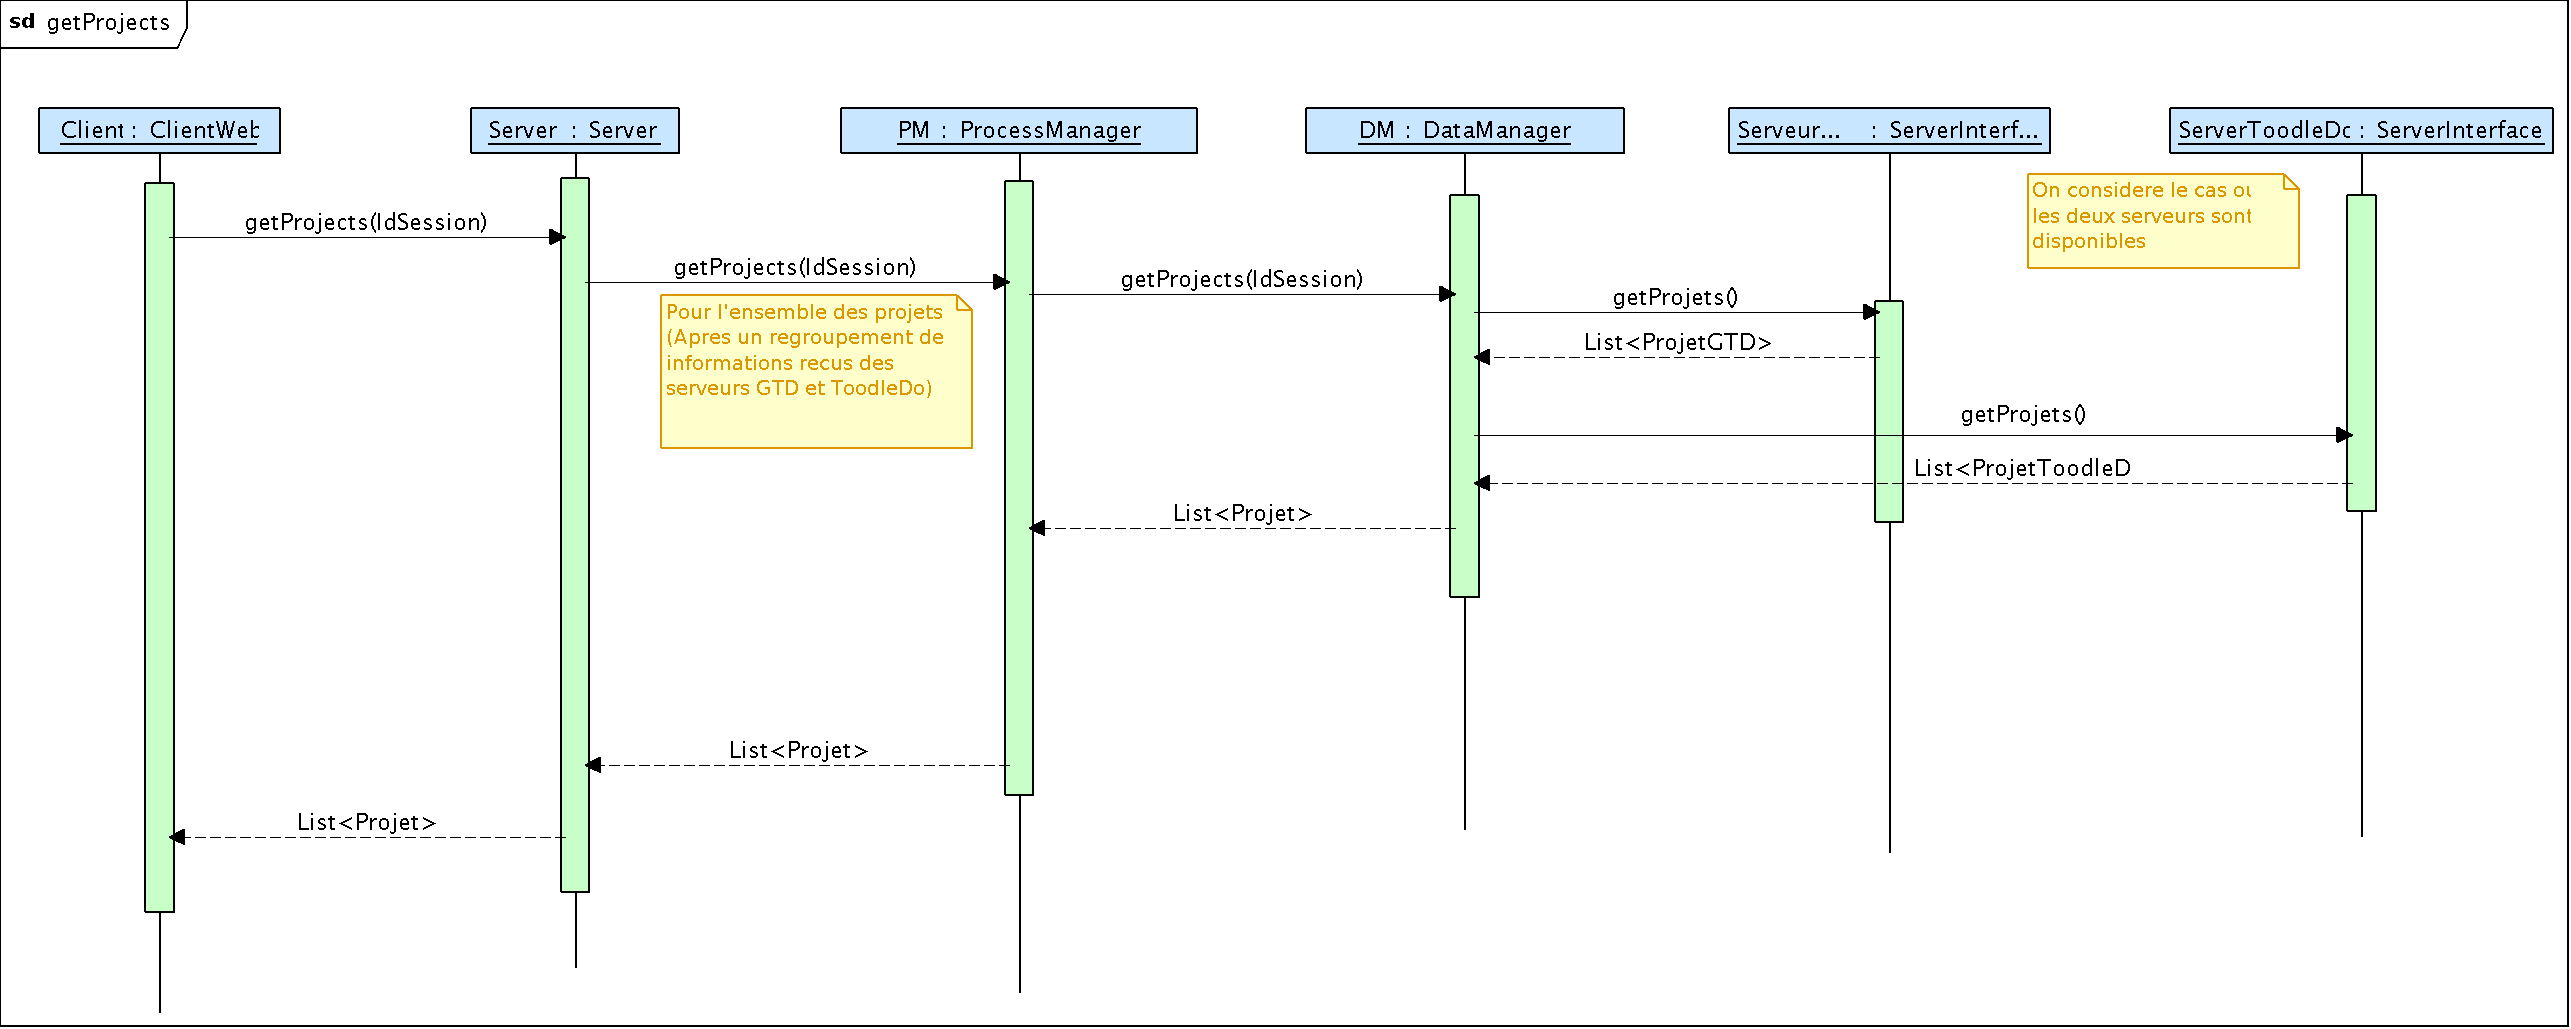 sd getProjects
Client : ClientWeb
Server : Server
PM : ProcessManager
DM : DataManager
Serveur... : ServerInterf...
ServerToodleDo : ServerInterface
On considere le cas ou
les deux serveurs sont
disponibles
getProjects(IdSession)
getProjects(IdSession)
getProjects(IdSession)
getProjets()
Pour l'ensemble des projets
(Apres un regroupement de
informations recus des
serveurs GTD et ToodleDo)
List<ProjetGTD>
getProjets()
List<ProjetToodleD
List<Projet>
List<Projet>
List<Projet>